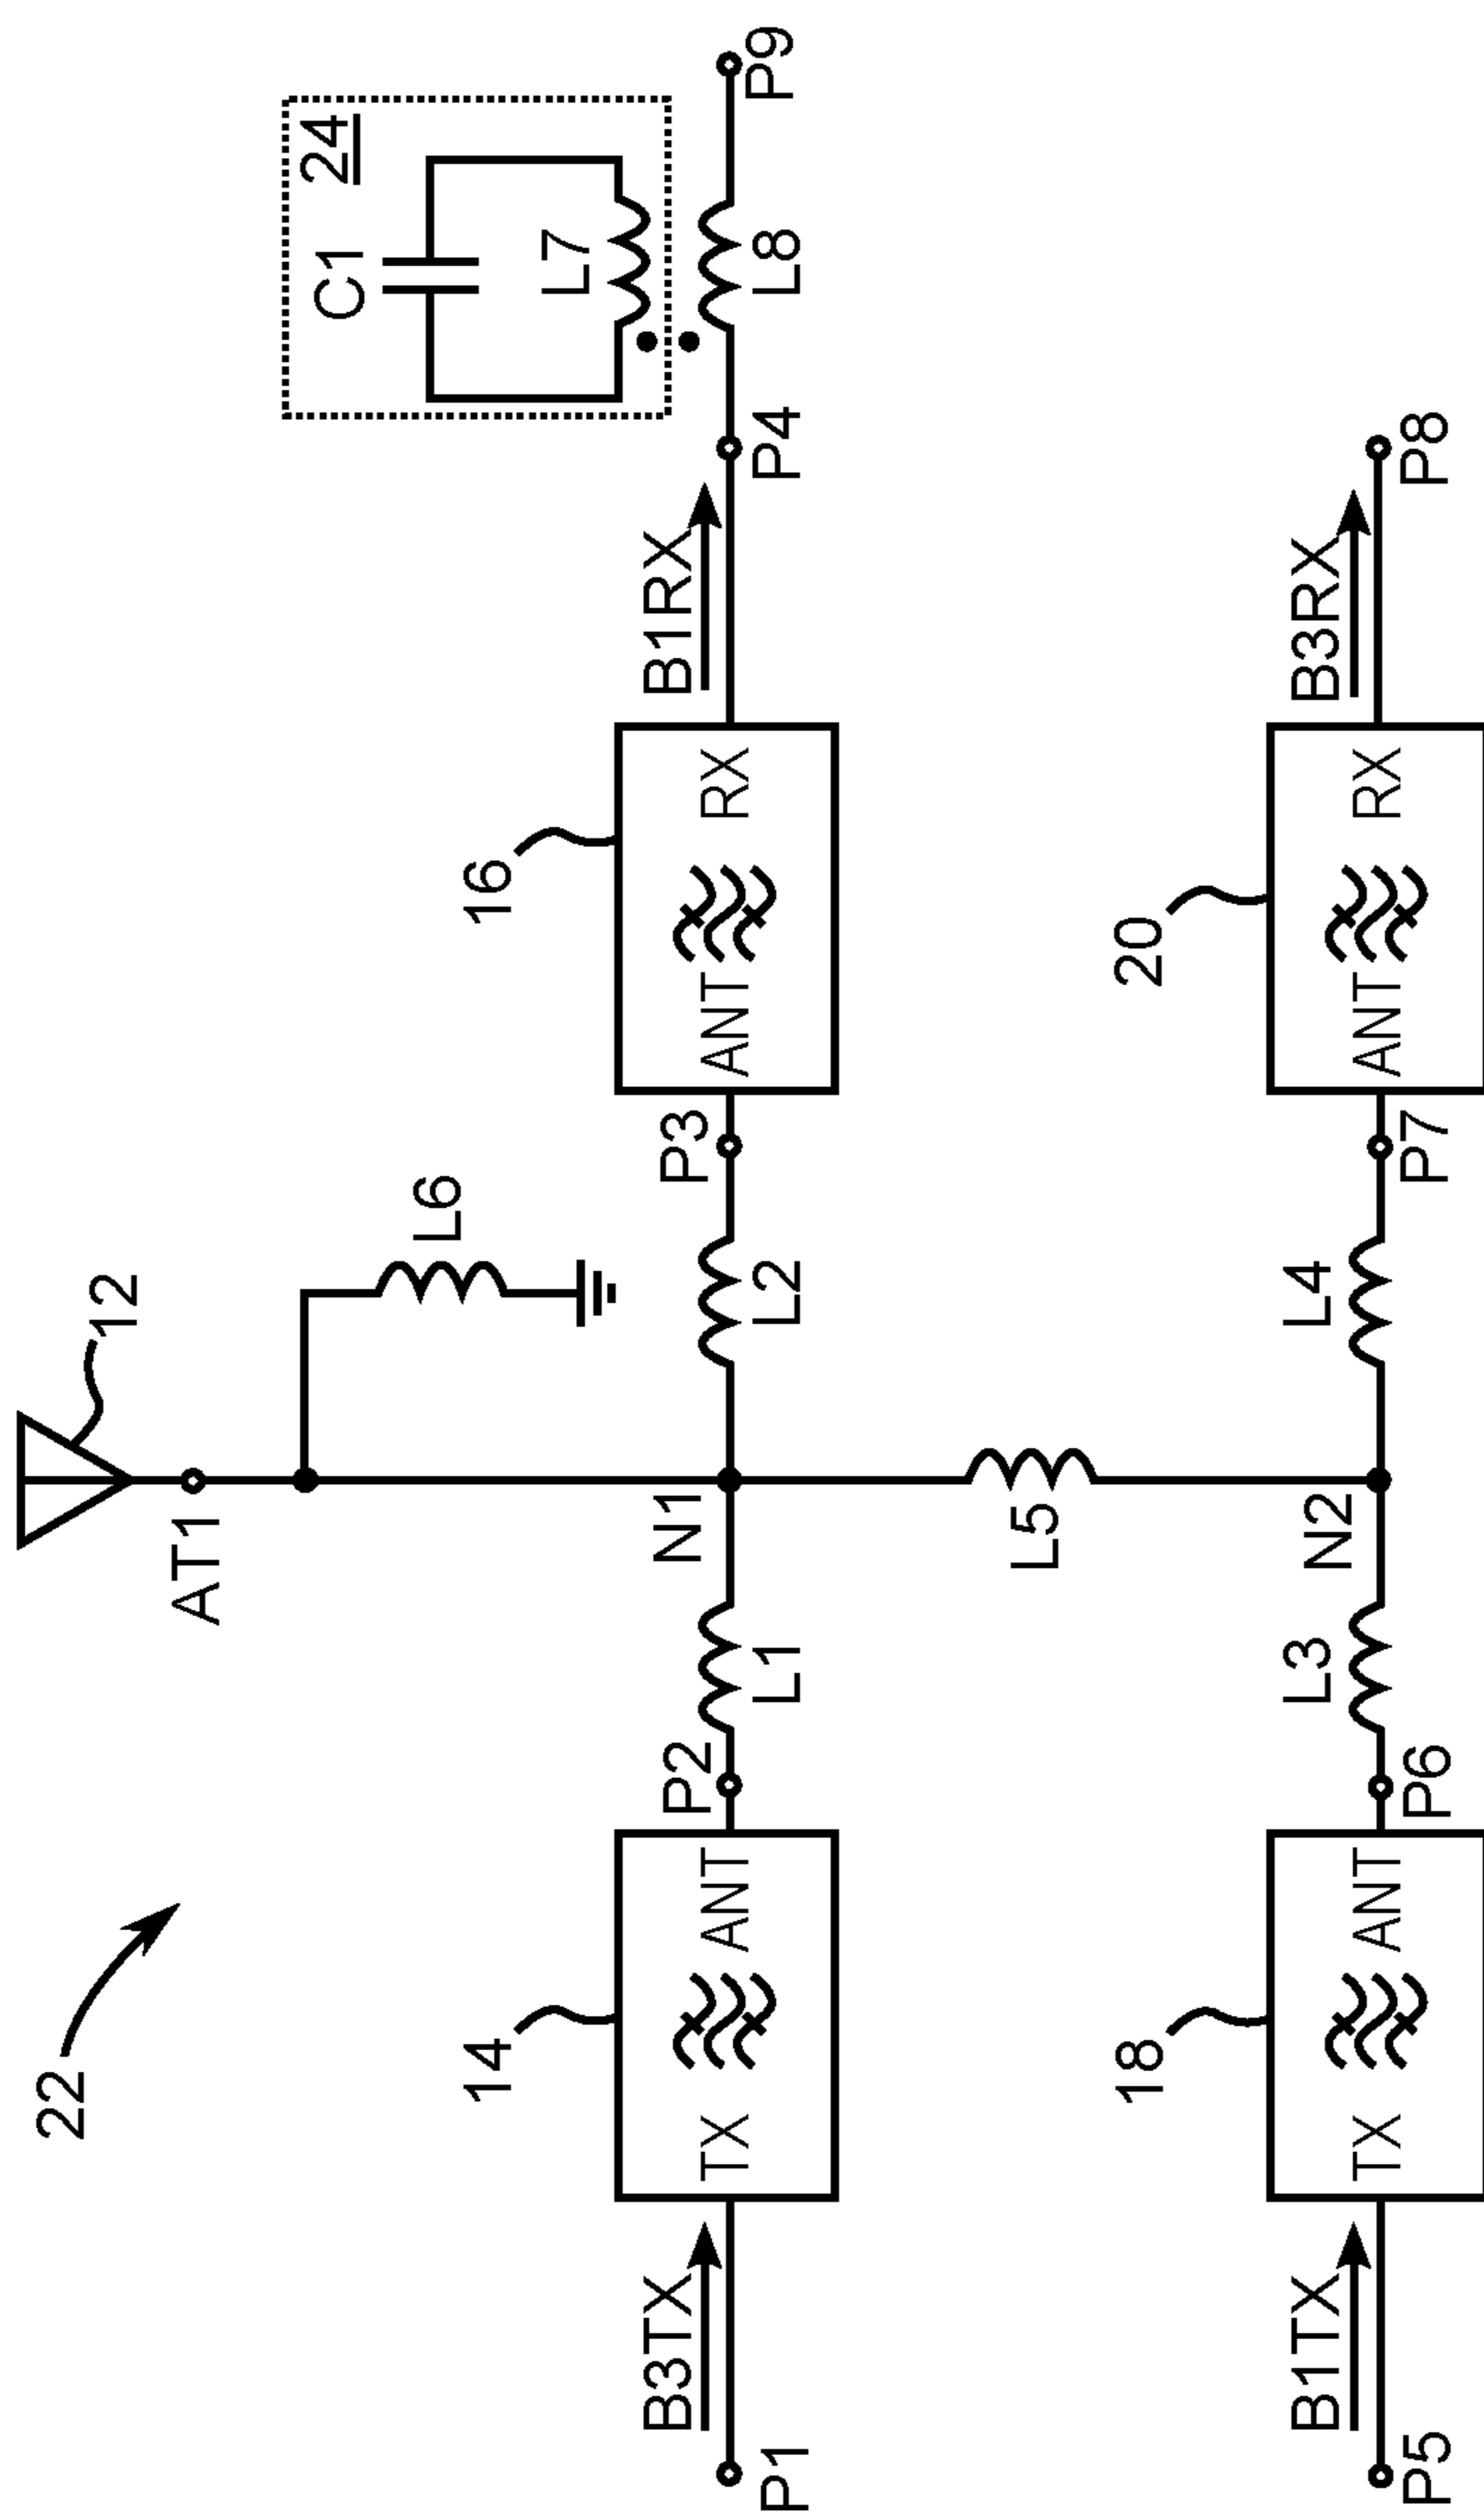 22
12
AT1
L6
C1
24
L7
14
B3TX
TX
ANT
P1
P2
L1
N1
L2
P3
16
ANT
RX
B1RX
P4
L8
P9
L5
18
B1TX
TX
ANT
P5
P6
L3
N2
L4
P7
20
ANT
RX
B3RX
P8